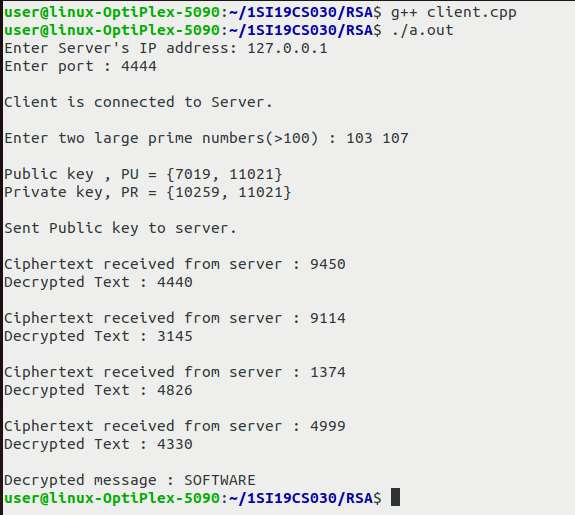 user@linux-OptiPlex-5090:~/1SI19CS030/RSA$ g++ client.cpp
user@linux-OptiPlex-5090:~/1SI19CS030/RSA$ ./a.out
Enter Server's IP address: 127.0.0.1
Enter port : 4444
Client is connected to Server.
Enter two large prime numbers(>100) : 103 107
Public key , PU = {7019, 11021}
Private key, PR = {10259, 11021}
Sent Public key to server.
Ciphertext received from server : 9450
Decrypted Text : 4440
Ciphertext received from server : 9114
Decrypted Text : 3145
Ciphertext received from server : 1374
Decrypted Text : 4826
Ciphertext received from server : 4999
Decrypted Text : 4330
Decrypted message : SOFTWARE
user@linux-OptiPlex-5090:~/1SI19CS030/RSA$